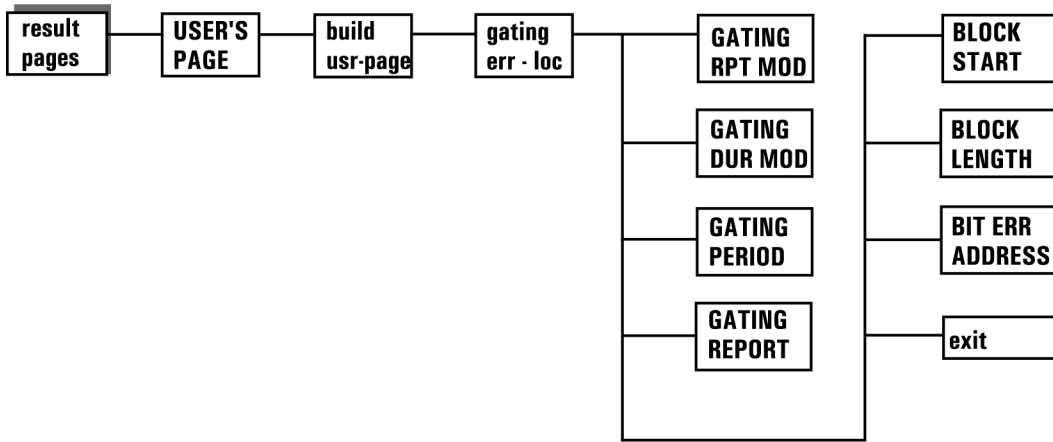 result
pages
USER'S
PAGE
build
usr-page
gating
err - loc
GATING
RPT MOD
GATING
DUR MOD
GATING
PERIOD
GATING
REPORT
BLOCK
START
BLOCK
LENGTH
BIT ERR
ADDRESS
exit